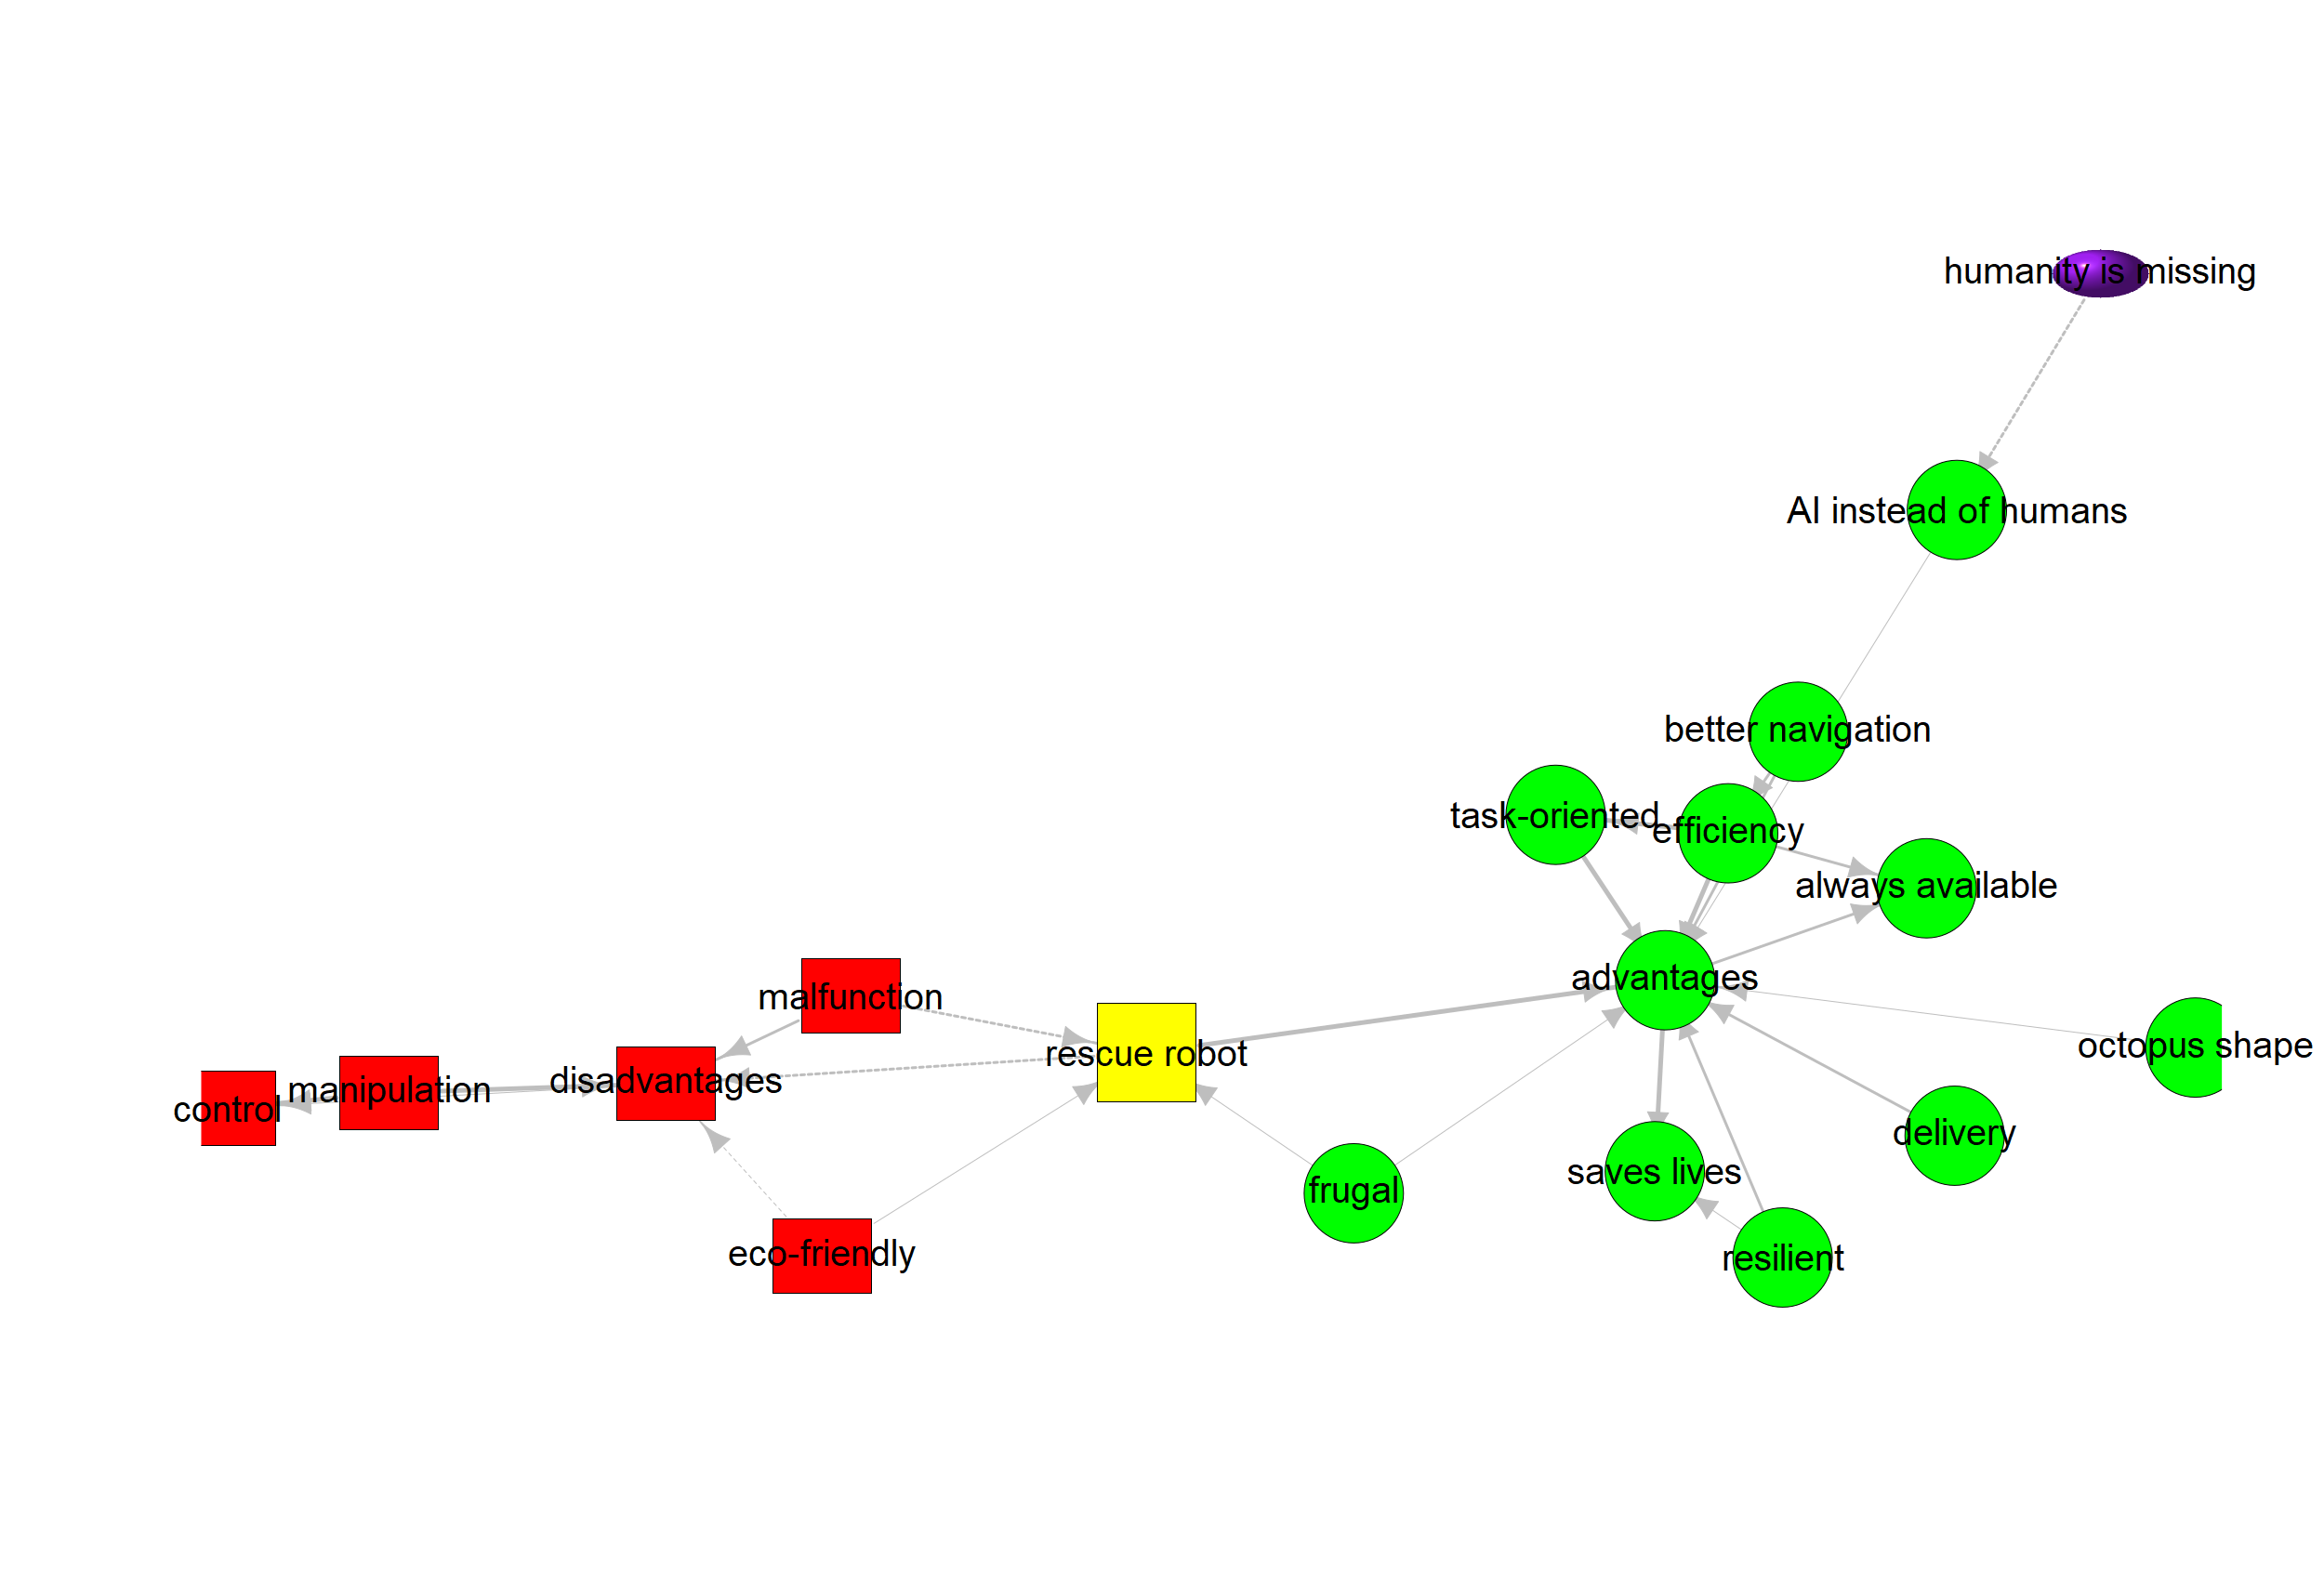 humanity is missing
AI instead of humans
better navigation
task-oriented
efficiency
always available
advantages
malfunction
rescue robot
octopus shape
disadvantages
manipulation
control
delivery
saves lives
frugal
eco-friendly
resilient